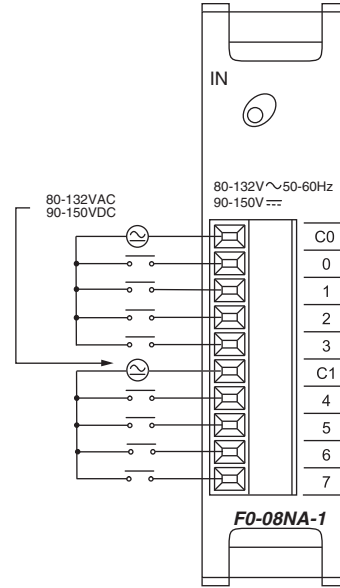 IN
80-132V∿50-60Hz
90-150V⎓
80-132VAC
90-150VDC
C0
0
1
2
3
C1
4
5
6
7
F0-08NA-1